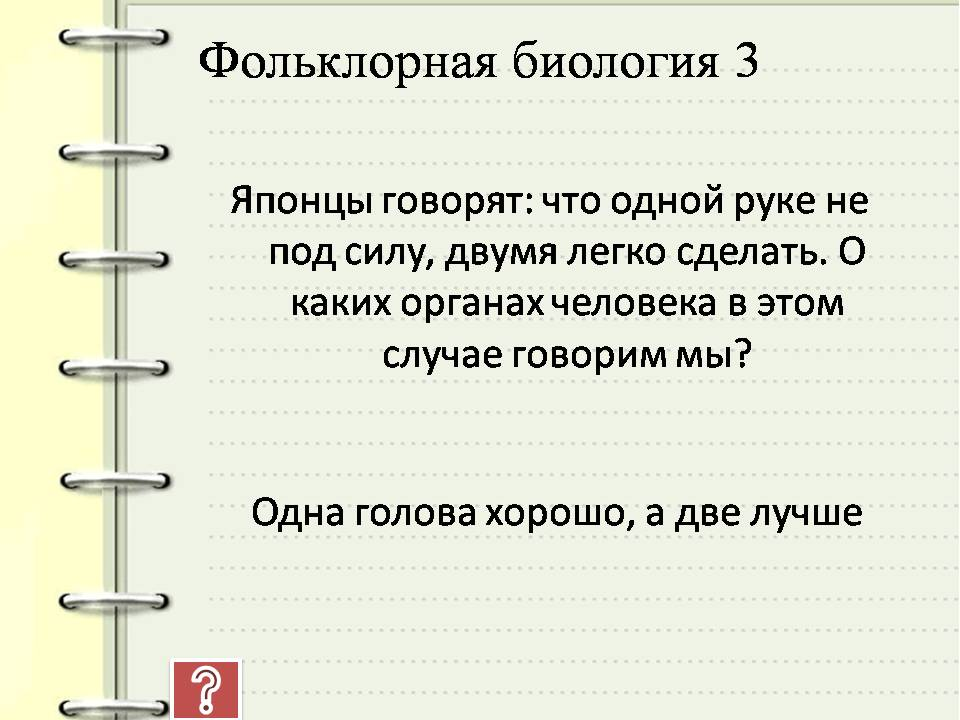 Фольклорная биология 3
Японцы говорят: что одной руке не
под силу, двумя легко сделать. О
каких органах человека в этом
случае говорим мы?
Одна голова хорошо, а две лучше
?